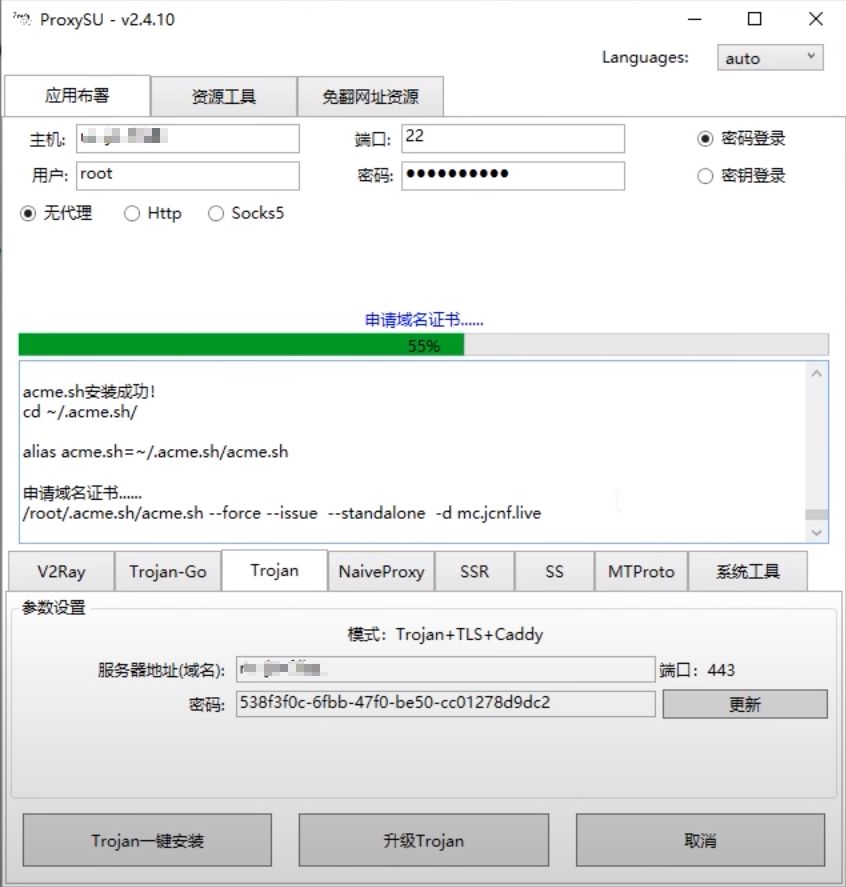 ProxySU - v2.4.10
Languages: auto
应用布署 资源工具 免翻网址资源
主机: 端口: 22 密码登录
用户: root 密码: ●●●●●●●●●● 密钥登录
无代理 Http Socks5
申请域名证书......
55%
acme.sh安装成功!
cd ~/.acme.sh/
alias acme.sh=~/.acme.sh/acme.sh
申请域名证书......
/root/.acme.sh/acme.sh --force --issue --standalone -d mc.jcnf.live
V2Ray Trojan-Go Trojan NaiveProxy SSR SS MTProto 系统工具
参数设置
模式: Trojan+TLS+Caddy
服务器地址(域名): 端口: 443
密码: 538f3f0c-6fbb-47f0-be50-cc01278d9dc2 更新
Trojan一键安装 升级Trojan 取消